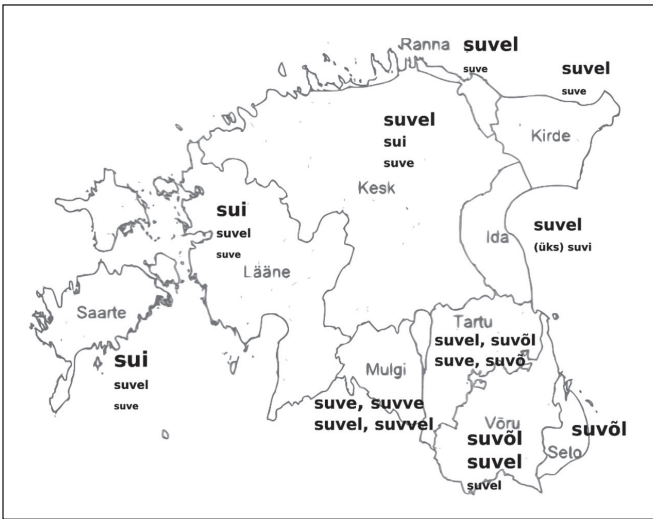 Ranna suvel
suve
suvel
suve
suvel
sui
suve
Kirde
Kesk
sui
suvel
suve
Lääne
suvel
(üks) suvi
Ida
Saarte
sui
suvel
suve
Tartu
suvel, suvõl
suve, suvõ
Mulgi
suve, suvve
suvel, suvvel
Võru
suvõl
suvel
suvel
suvõl
Seto